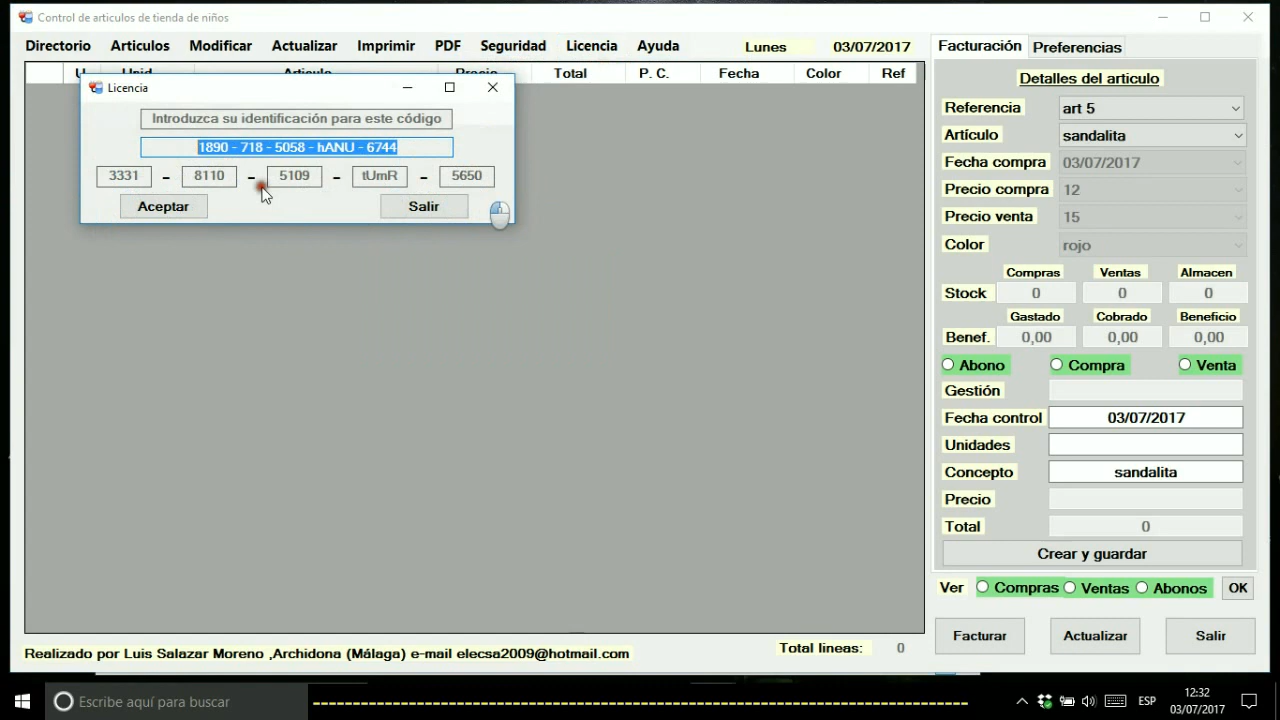 Control de articulos de tienda de niños
Directorio Articulos Modificar Actualizar Imprimir PDF Seguridad Licencia Ayuda Lunes 03/07/2017
Total P. C. Fecha Color Ref
Licencia
Introduzca su identificación para este código
1890 - 718 - 5058 - hANU - 6744
3331 - 8110 - 5109 - tUmR - 5650
Aceptar Salir
Facturación Preferencias
Detalles del articulo
Referencia art 5
Artículo sandalita
Fecha compra 03/07/2017
Precio compra 12
Precio venta 15
Color rojo
Compras Ventas Almacen
Stock 0 0 0
Gastado Cobrado Beneficio
Benef. 0,00 0,00 0,00
Abono Compra Venta
Gestión
Fecha control 03/07/2017
Unidades
Concepto sandalita
Precio
Total 0
Crear y guardar
Ver Compras Ventas Abonos OK
Facturar Actualizar Salir
Realizado por Luis Salazar Moreno ,Archidona (Málaga) e-mail elecsa2009@hotmail.com
Total lineas: 0
Escribe aquí para buscar
ESP
12:32
03/07/2017